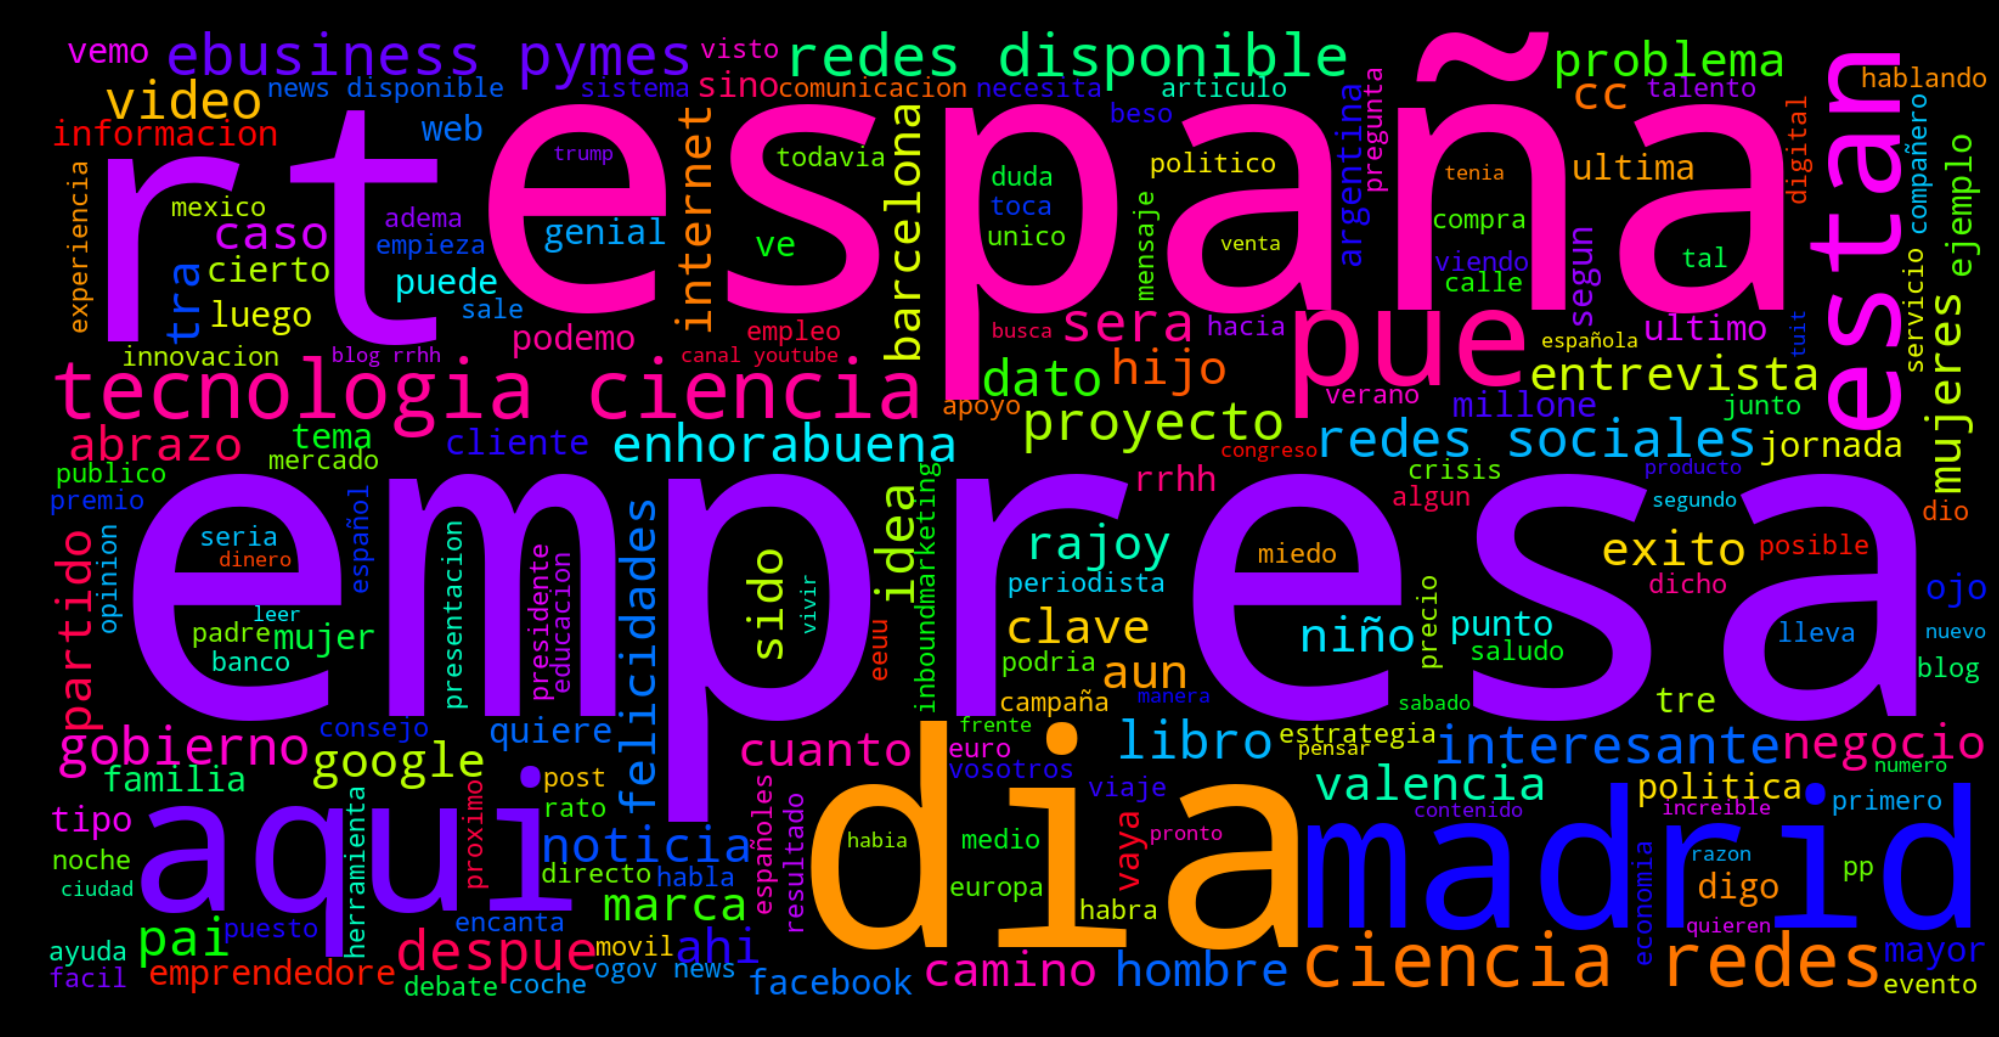 vemo
ebusiness pymes
visto
redes disponible
problema
hablando
video
news disponible
sistema
sino
comunicacion
necesita
articulo
cc
talento
informacion
web
rt
españa
estan
trump
internet
todavia
barcelona
beso
argentina
pregunta
digital
compañero
ejemplo
experiencia
mexico
adema
genial
duda
politico
tenia
ultima
caso
empieza
ve
toca
unico
mensaje
venta
compra
segun
tra
cierto
puede
viendo
tal
calle
servicio
luego
sale
podemo
empleo
busca
sera
hacia
pue
española
ultimo
tuit
mujeres
innovacion
blog rrhh
canal youtube
tecnologia ciencia
dato
hijo
entrevista
apoyo
verano
millone
junto
abrazo
tema
cliente
enhorabuena
proyecto
congreso
redes sociales
jornada
mercado
publico
premio
empresa
inboundmarketing
rrhh
crisis
algun
producto
segundo
dio
partido
opinion
seria
dinero
español
presentacion
presidente
educacion
felicidades
sido
vivir
idea
rajoy
miedo
exito
posible
periodista
dicho
ojo
leer
padre
mujer
banco
eeuu
clave
niño
precio
punto
saludo
lleva
nuevo
podria
aun
blog
campaña
manera
sabado
tre
gobierno
consejo
quiere
cuanto
frente
euro
libro
estrategia
pensar
interesante
negocio
familia
google
post
vosotros
viaje
valencia
politica
numero
tipo
aqui
herramienta
proximo
rato
españoles
resultado
dia
contenido
increible
primero
noche
noticia
habia
medio
vaya
pronto
madrid
razon
pp
ciudad
directo
habla
europa
digo
economia
pai
puesto
encanta
marca
habra
quieren
ayuda
despue
movil
ahi
mayor
facil
emprendedore
debate
coche
ogov news
facebook
camino
hombre
ciencia redes
evento